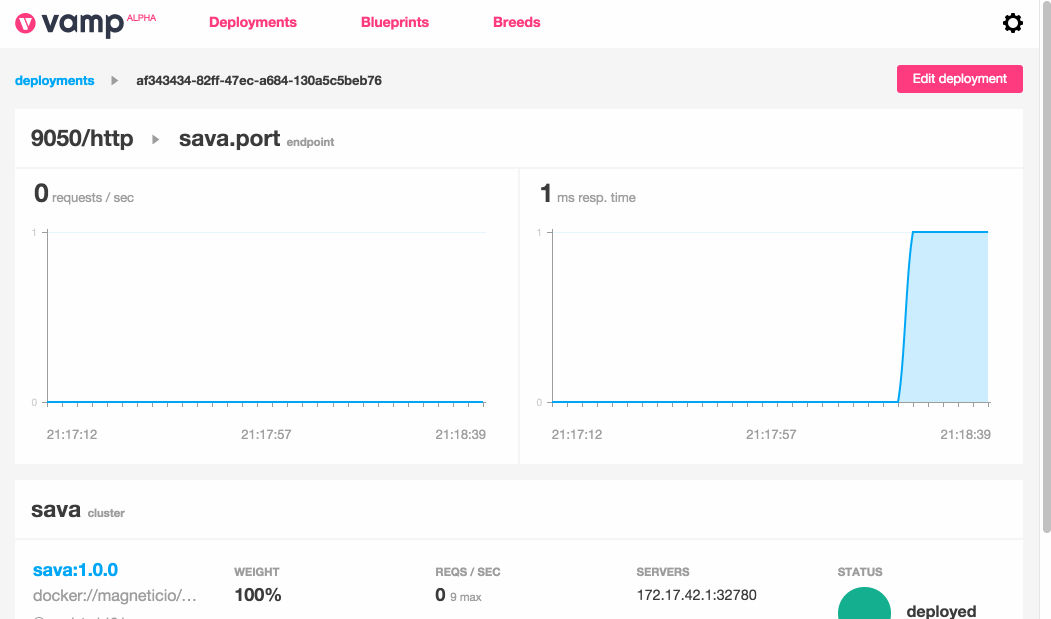 vamp ALPHA Deployments Blueprints Breeds
deployments af343434-82ff-47ec-a684-130a5c5beb76 Edit deployment
9050/http sava.port endpoint
0 requests / sec
1
0
21:17:12 21:17:57 21:18:39
1 ms resp. time
1
0
21:17:12 21:17:57 21:18:39
sava cluster
sava:1.0.0
docker://magneticio/...
WEIGHT
100%
REQS / SEC
0 9 max
SERVERS
172.17.42.1:32780
STATUS
deployed